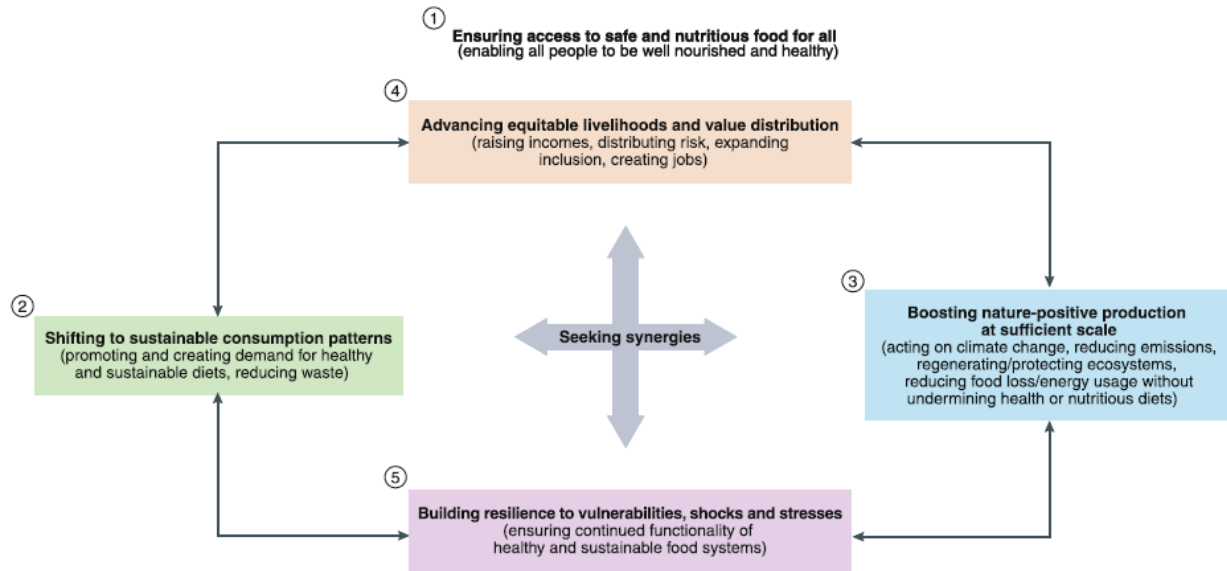 ①
Ensuring access to safe and nutritious food for all
(enabling all people to be well nourished and healthy)
④
Advancing equitable livelihoods and value distribution
(raising incomes, distributing risk, expanding
inclusion, creating jobs)
②
Shifting to sustainable consumption patterns
(promoting and creating demand for healthy
and sustainable diets, reducing waste)
Seeking synergies
③
Boosting nature-positive production
at sufficient scale
(acting on climate change, reducing emissions,
regenerating/protecting ecosystems,
reducing food loss/energy usage without
undermining health or nutritious diets)
⑤
Building resilience to vulnerabilities, shocks and stresses
(ensuring continued functionality of
healthy and sustainable food systems)